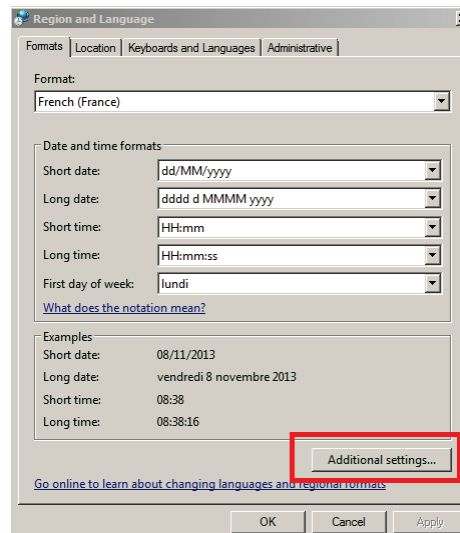 Region and Language
Formats Location Keyboards and Languages Administrative
Format:
French (France)
Date and time formats
Short date: dd/MM/yyyy
Long date: dddd d MMMM yyyy
Short time: HH:mm
Long time: HH:mm:ss
First day of week: lundi
What does the notation mean?
Examples
Short date: 08/11/2013
Long date: vendredi 8 novembre 2013
Short time: 08:38
Long time: 08:38:16
Additional settings...
Go online to learn about changing languages and regional formats
OK Cancel Apply